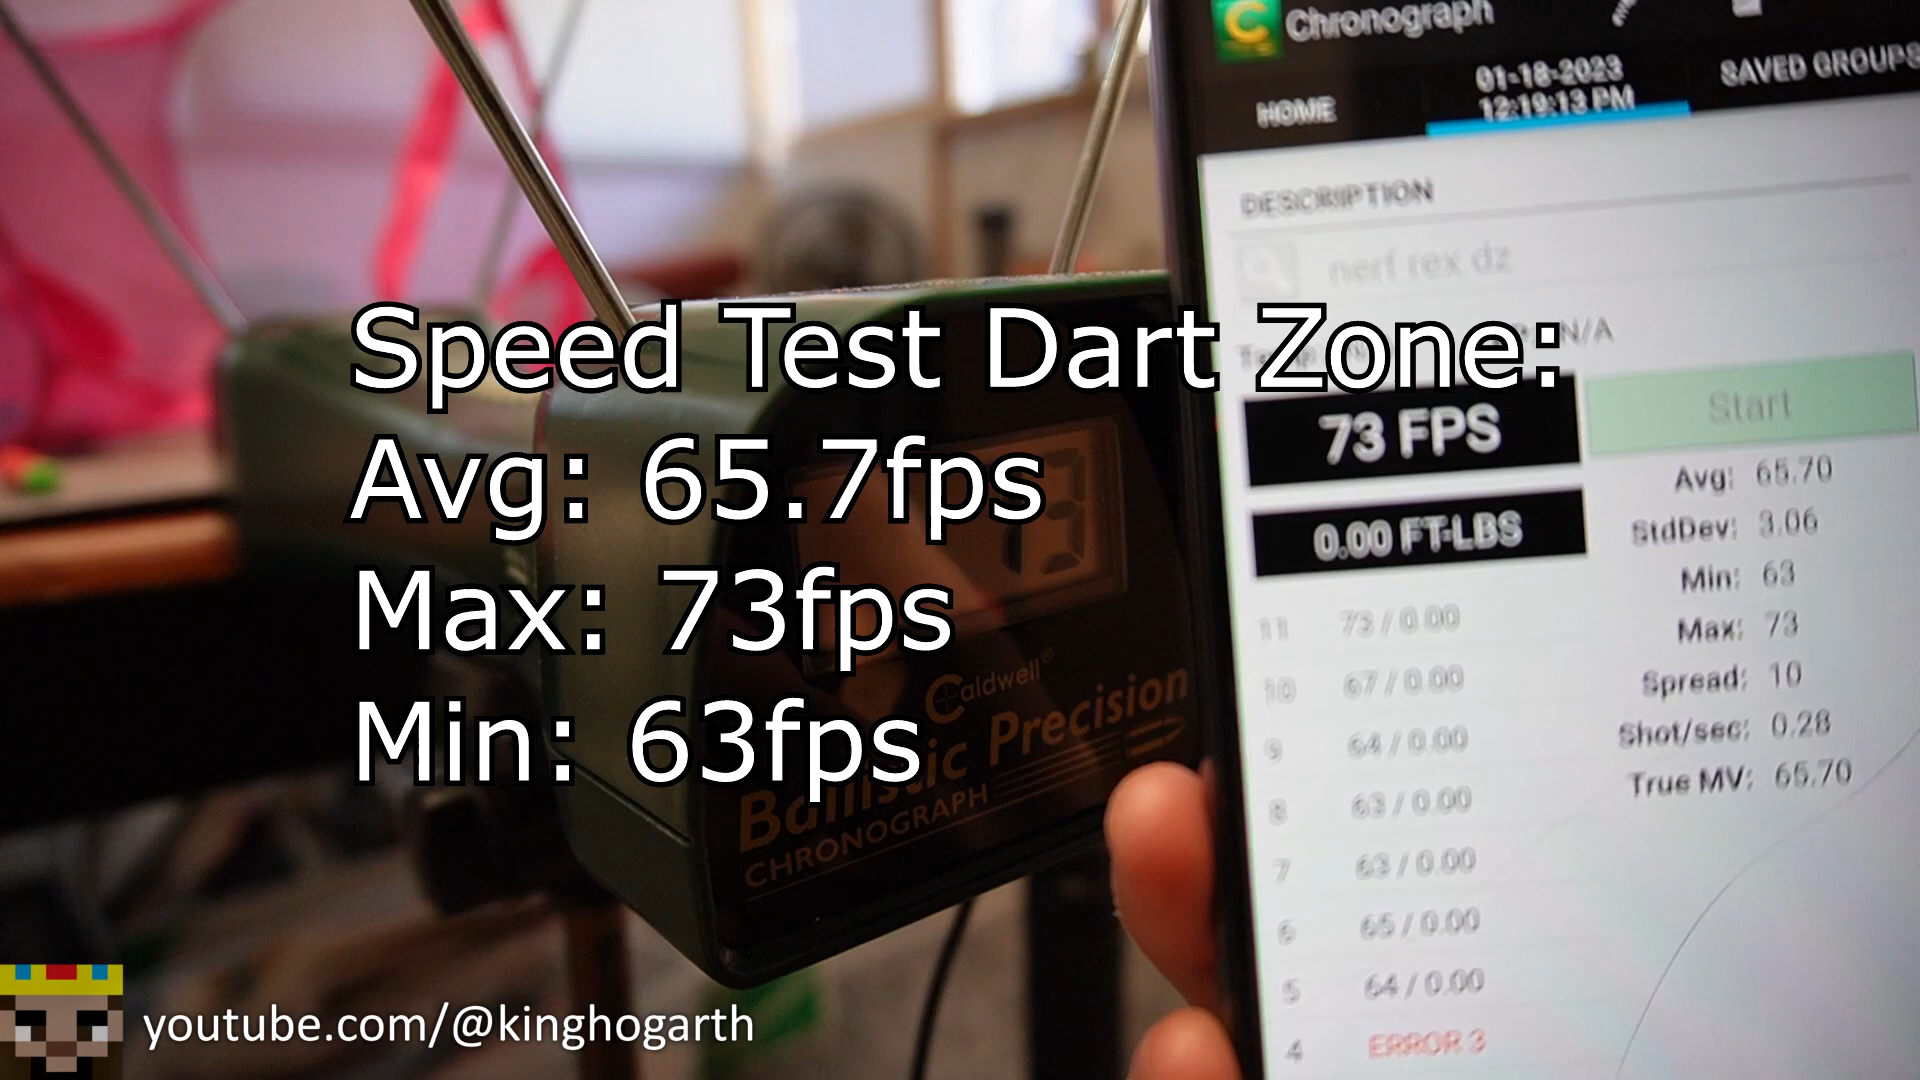 Chronograph
HOME
01-18-2023
12:19:13 PM
SAVED GROUPS
DESCRIPTION
nerf rex dz
N/A
Speed Test Dart Zone:
Avg: 65.7fps
Max: 73fps
Min: 63fps
73 FPS
Start
0.00 FT-LBS
Avg: 65.70
StdDev: 3.06
Min: 63
Max: 73
Spread: 10
Shot/sec: 0.28
True MV: 65.70
11 73 / 0.00
10 67 / 0.00
9 64 / 0.00
8 63 / 0.00
7 63 / 0.00
6 65 / 0.00
5 64 / 0.00
4 ERROR 3
73
Caldwell®
Ballistic Precision
CHRONOGRAPH
youtube.com/@kinghogarth